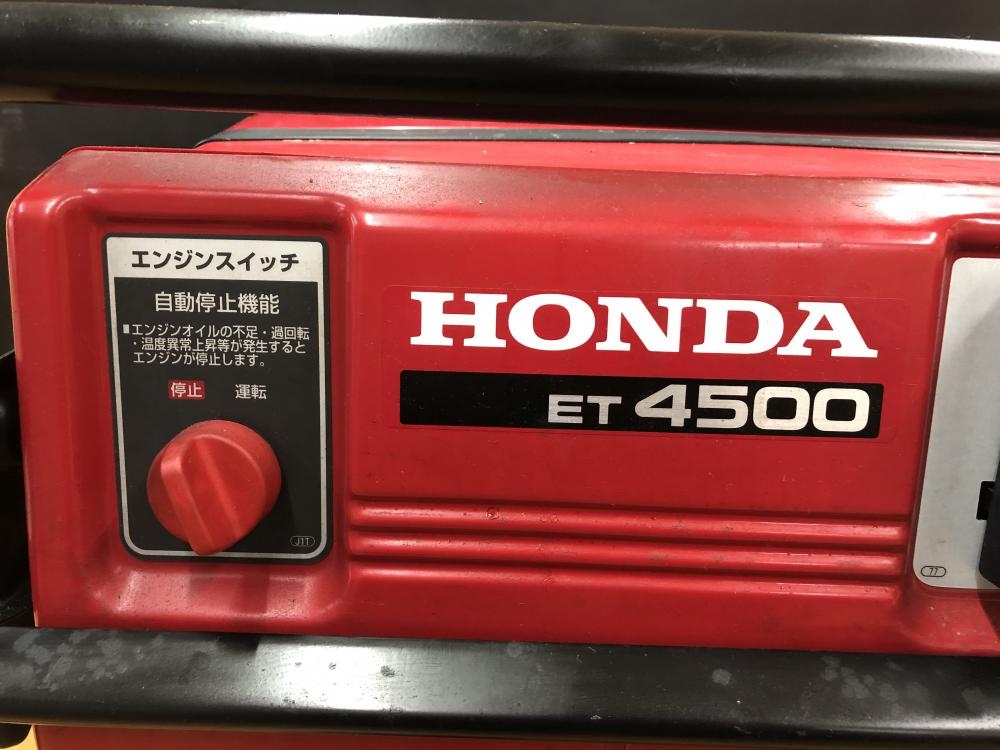 エンジンスイッチ
自動停止機能
■エンジンオイルの不足・過回転
・温度異常上昇等が発生すると
エンジンが停止します。
停止 運転
J1T
HONDA
ET 4500
77